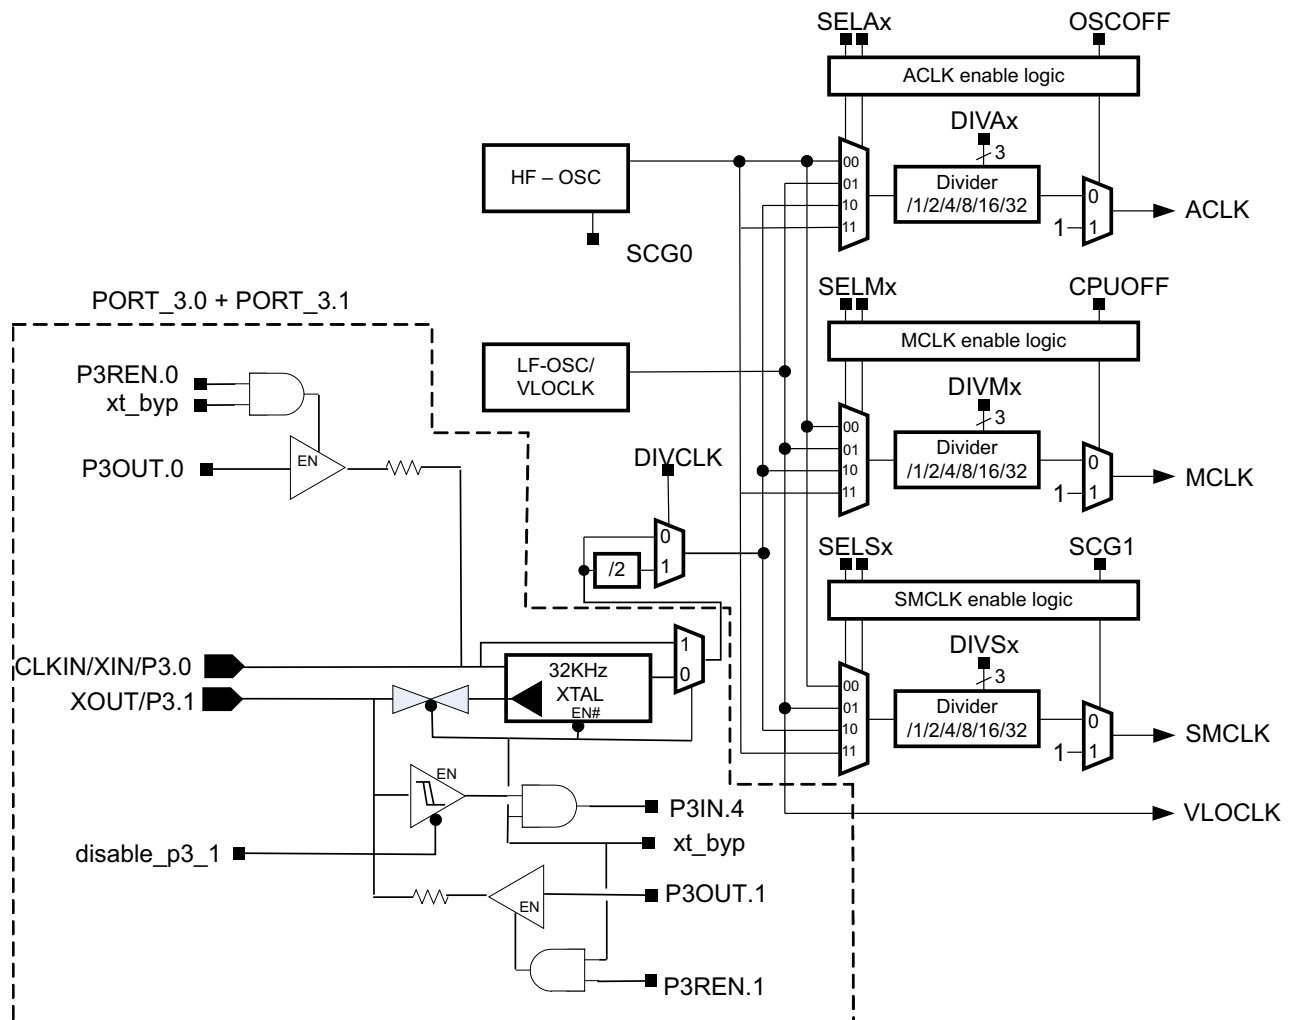 SELAx
OSCOFF
ACLK enable logic
DIVAx
3
HF – OSC
SCG0
00
01
10
11
Divider
/1/2/4/8/16/32
0
1
1
ACLK
PORT_3.0 + PORT_3.1
SELMx
CPUOFF
MCLK enable logic
LF-OSC/
VLOCLK
DIVMx
3
P3REN.0
xt_byp
EN
P3OUT.0
00
01
10
11
Divider
/1/2/4/8/16/32
0
1
1
MCLK
DIVCLK
0
1
/2
SELSx
SCG1
SMCLK enable logic
DIVSx
3
CLKIN/XIN/P3.0
XOUT/P3.1
32KHz
XTAL
EN#
1
0
00
01
10
11
Divider
/1/2/4/8/16/32
0
1
1
SMCLK
EN
P3IN.4
VLOCLK
disable_p3_1
xt_byp
P3OUT.1
EN
P3REN.1